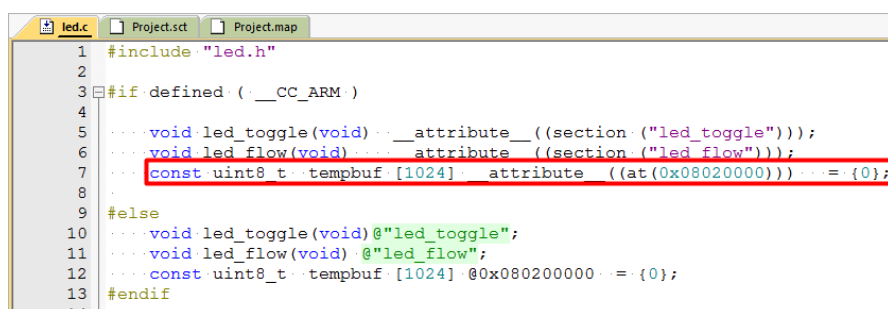 led.c Project.sct Project.map
1 #include "led.h"
2
3 #if defined ( __CC_ARM )
4
5 void led_toggle(void) __attribute__((section ("led_toggle")));
6 void led_flow(void) __attribute__((section ("led_flow")));
7 const uint8_t tempbuf [1024] __attribute__((at(0x08020000))) = {0};
8
9 #else
10 void led_toggle(void)@"led_toggle";
11 void led_flow(void) @"led_flow";
12 const uint8_t tempbuf [1024] @0x080200000 = {0};
13 #endif